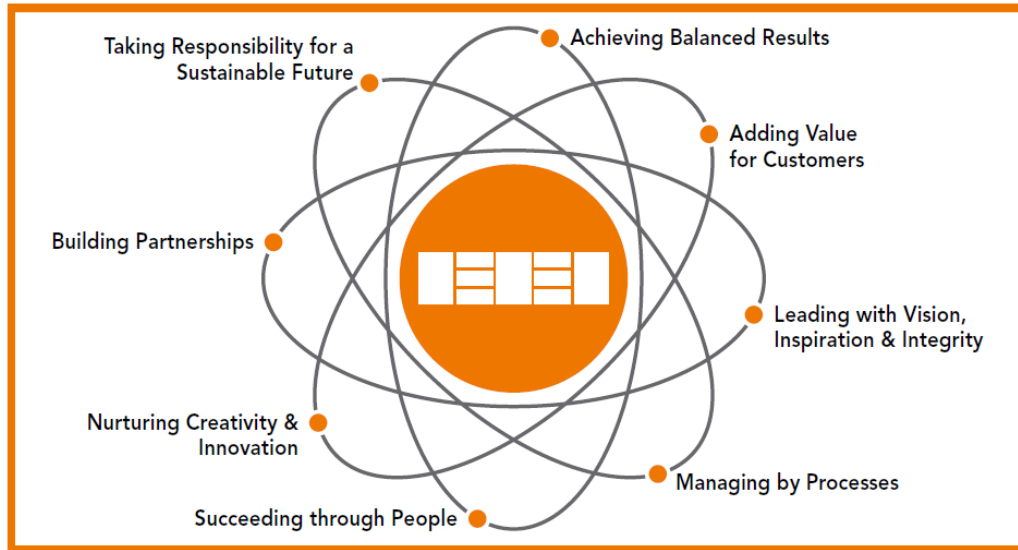 Achieving Balanced Results
Adding Value
for Customers
Leading with Vision,
Inspiration & Integrity
Managing by Processes
Succeeding through People
Nurturing Creativity &
Innovation
Building Partnerships
Taking Responsibility for a
Sustainable Future